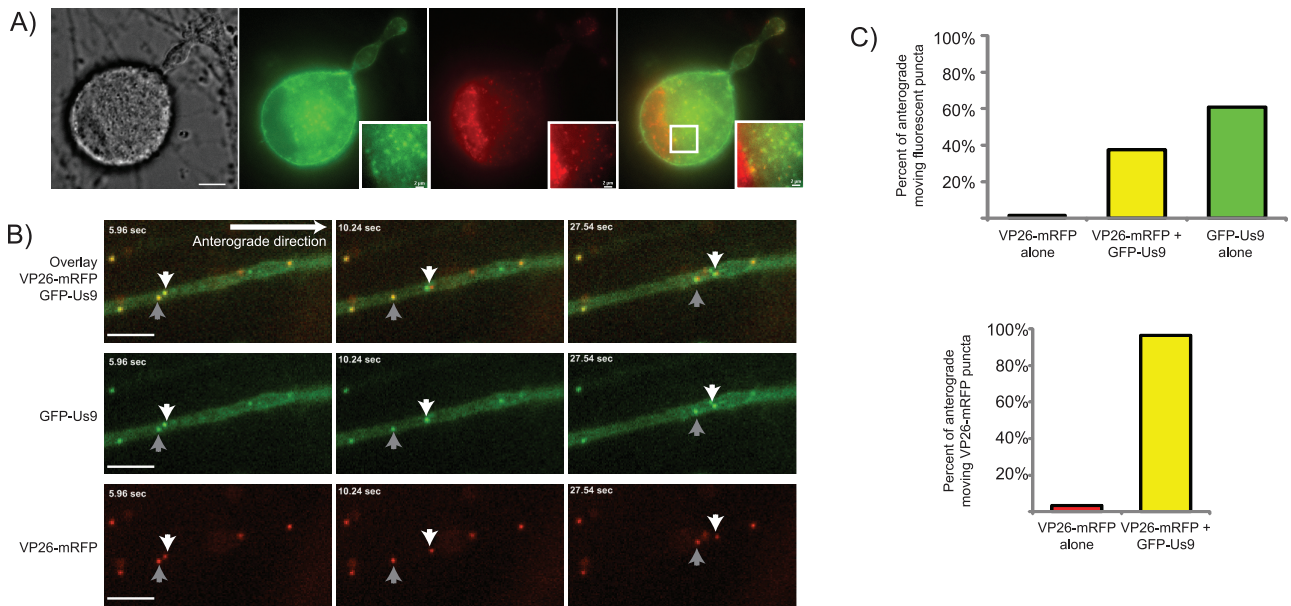 A)
2 µm
2 µm
2 µm
B)
5.96 sec
Anterograde direction
10.24 sec
27.54 sec
Overlay
VP26-mRFP
GFP-Us9
5.96 sec
10.24 sec
27.54 sec
GFP-Us9
5.96 sec
10.24 sec
27.54 sec
VP26-mRFP
C)
Percent of anterograde
moving fluorescent puncta
100%
80%
60%
40%
20%
VP26-mRFP
alone
VP26-mRFP +
GFP-Us9
GFP-Us9
alone
Percent of anterograde
moving VP26-mRFP puncta
100%
80%
60%
40%
20%
VP26-mRFP
alone
VP26-mRFP +
GFP-Us9